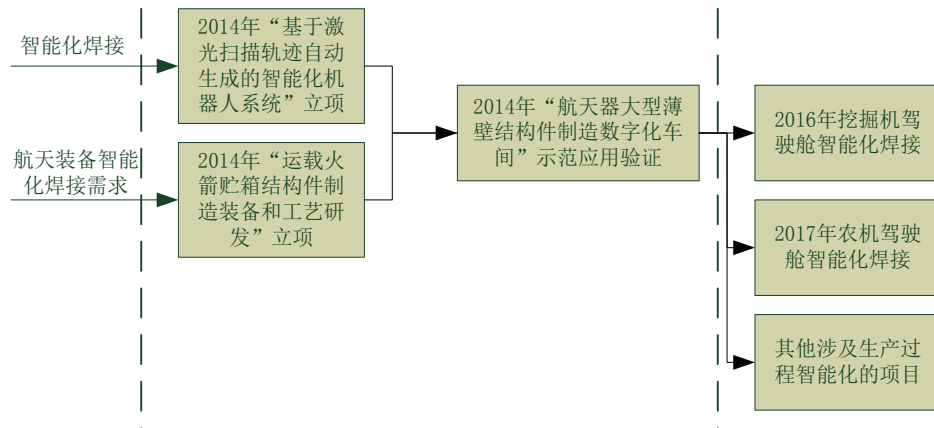 智能化焊接
航天装备智能
化焊接需求
2014年“基于激
光扫描轨迹自动
生成的智能化机
器人系统”立项
2014年“运载火
箭贮箱结构件制
造装备和工艺研
发”立项
2014年“航天器大型薄
壁结构件制造数字化车
间”示范应用验证
2016年挖掘机驾
驶舱智能化焊接
2017年农机驾驶
舱智能化焊接
其他涉及生产过
程智能化的项目